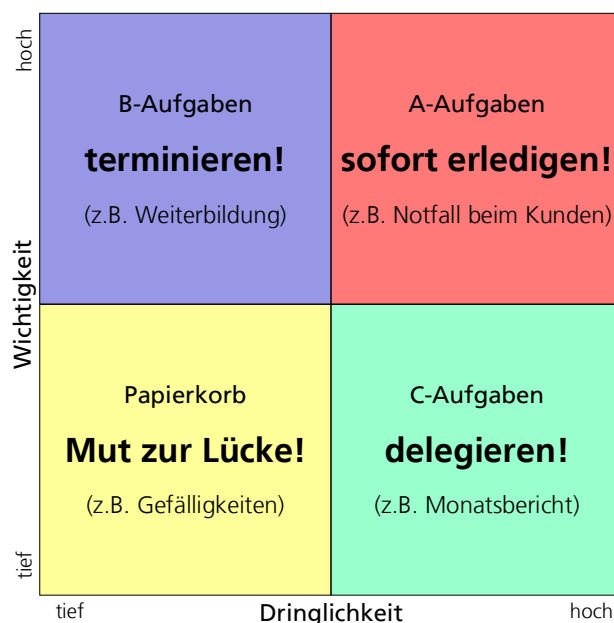 hoch
B-Aufgaben
terminieren!
(z.B. Weiterbildung)
A-Aufgaben
sofort erledigen!
(z.B. Notfall beim Kunden)
Wichtigkeit
Papierkorb
Mut zur Lücke!
(z.B. Gefälligkeiten)
C-Aufgaben
delegieren!
(z.B. Monatsbericht)
tief
tief
Dringlichkeit
hoch